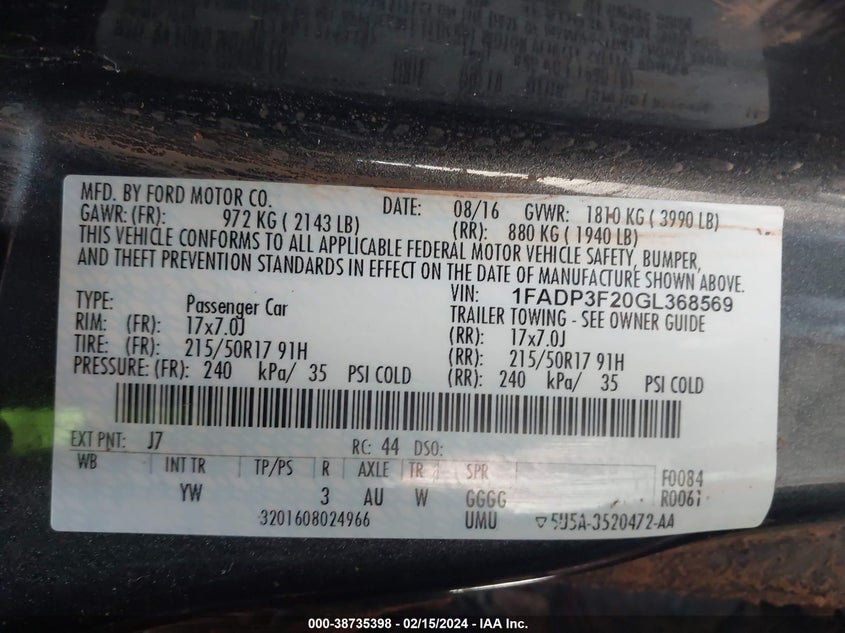 MFD. BY FORD MOTOR CO. DATE: 08/16 GVWR: 1810 KG ( 3990 LB)
GAWR: (FR): 972 KG ( 2143 LB) (RR): 880 KG ( 1940 LB)
THIS VEHICLE CONFORMS TO ALL APPLICABLE FEDERAL MOTOR VEHICLE SAFETY, BUMPER,
AND THEFT PREVENTION STANDARDS IN EFFECT ON THE DATE OF MANUFACTURE SHOWN ABOVE.
VIN: 1FADP3F20GL368569
TYPE: Passenger Car TRAILER TOWING - SEE OWNER GUIDE
RIM: (FR): 17x7.0J (RR): 17x7.0J
TIRE: (FR): 215/50R17 91H (RR): 215/50R17 91H
PRESSURE: (FR): 240 kPa/ 35 PSI COLD (RR): 240 kPa/ 35 PSI COLD
EXT PNT: J7 RC: 44 DSO:
WB INT TR TP/PS R AXLE TR SPR F0084
YW 3 AU W GGGG R0061
3201608024966 UMU 5U5A-3520472-AA
000-38735398 - 02/15/2024 - IAA Inc.